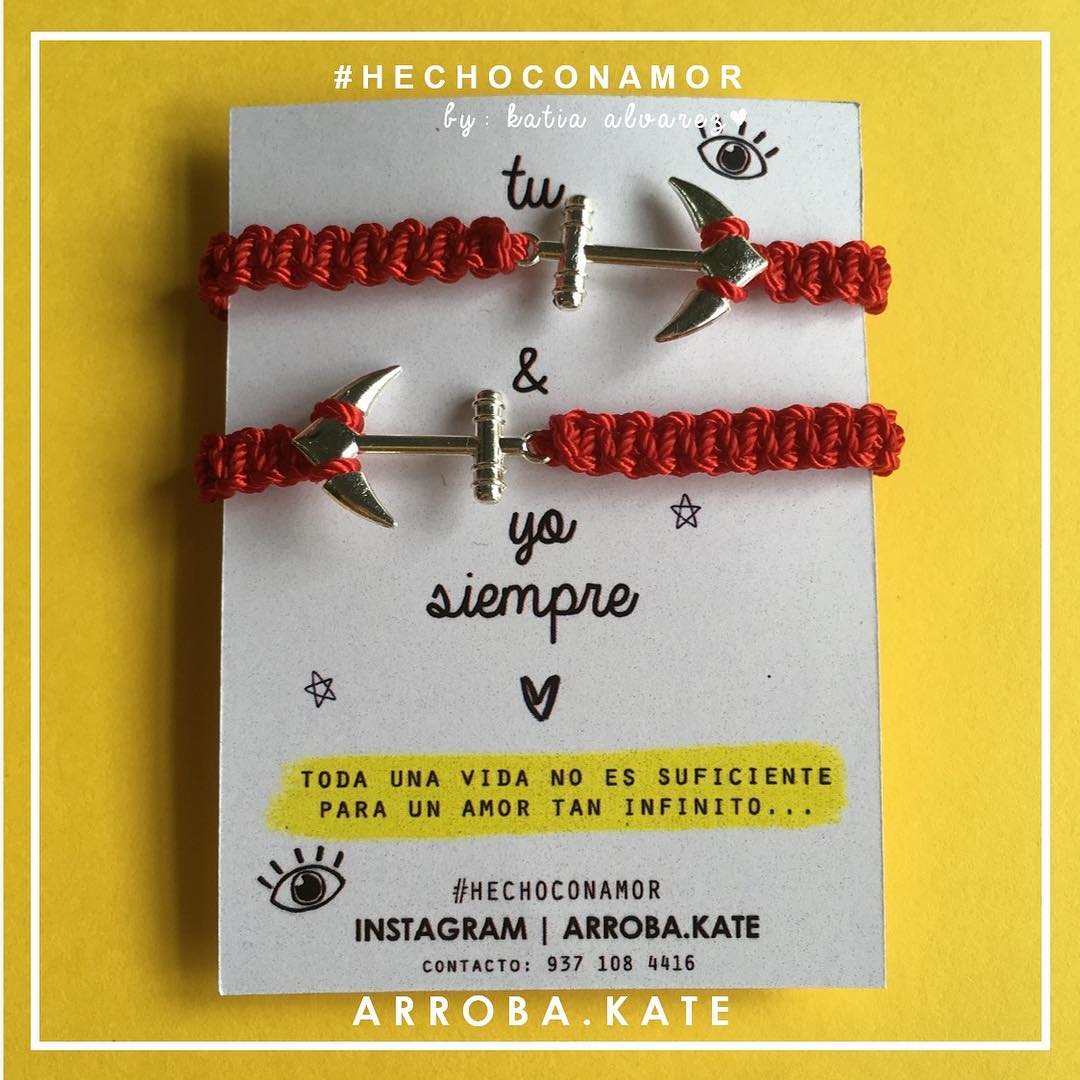 #HECHOCONAMOR
by: katia alvarez♥
tu
&
yo
siempre
TODA UNA VIDA NO ES SUFICIENTE
PARA UN AMOR TAN INFINITO...
#HECHOCONAMOR
INSTAGRAM | ARROBA.KATE
CONTACTO: 937 108 4416
ARROBA.KATE